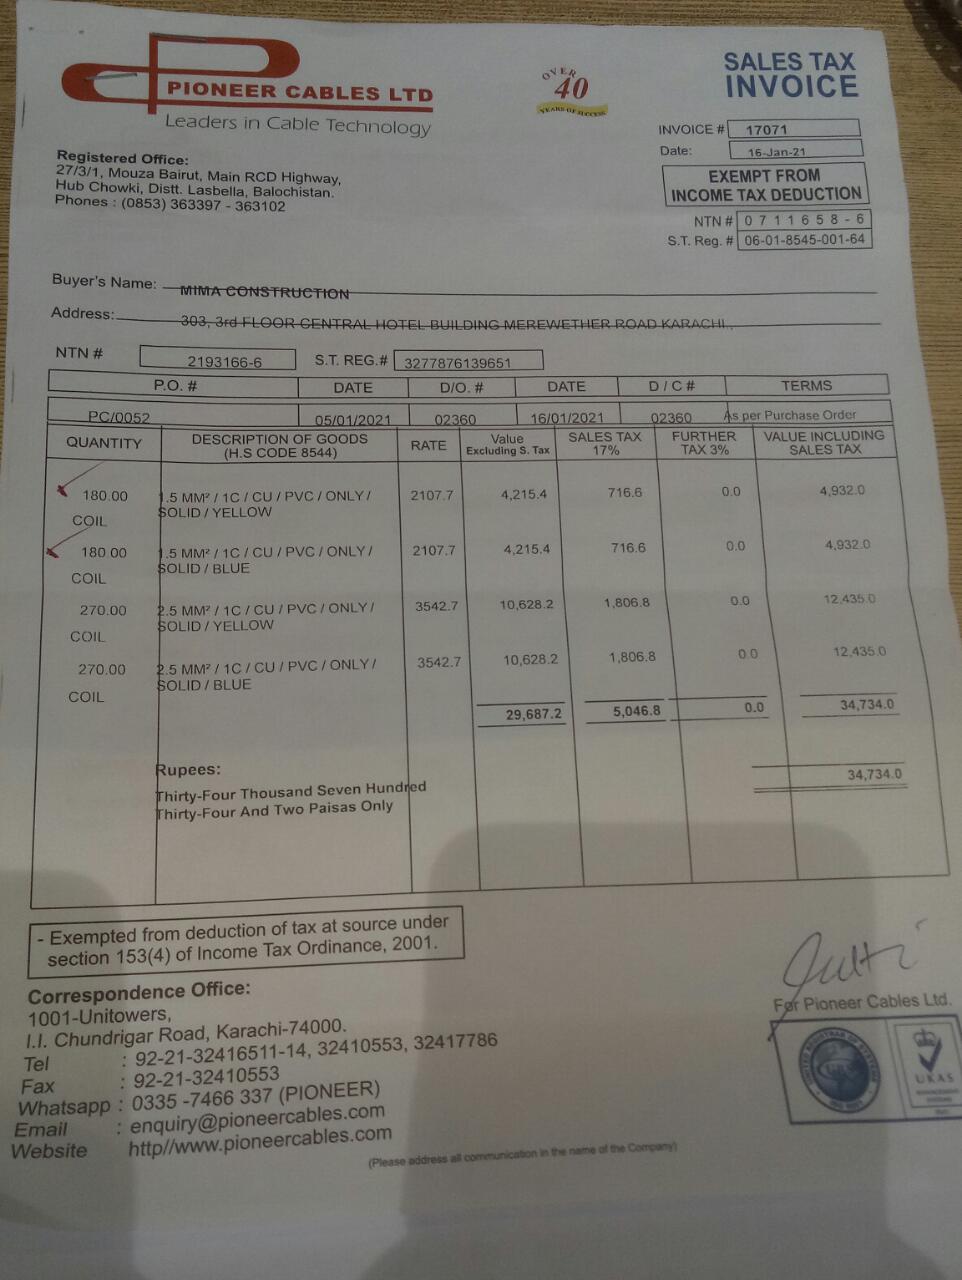 PIONEER CABLES LTD
Leaders in Cable Technology
OVER
40
YEARS OF SUCCESS
SALES TAX
INVOICE
INVOICE # 17071
Date: 16-Jan-21
EXEMPT FROM
INCOME TAX DEDUCTION
NTN # 0 7 1 1 6 5 8 - 6
S.T. Reg. # 06-01-8545-001-64
Registered Office:
27/3/1, Mouza Bairut, Main RCD Highway,
Hub Chowki, Distt. Lasbella, Balochistan.
Phones : (0853) 363397 - 363102
Buyer's Name: MIMA CONSTRUCTION
Address: 303, 3rd FLOOR CENTRAL HOTEL BUILDING MEREWETHER ROAD KARACHI..
NTN # 2193166-6 S.T. REG.# 3277876139651
P.O. # DATE D/O. # DATE D / C # TERMS
PC/0052 05/01/2021 02360 16/01/2021 02360 As per Purchase Order
QUANTITY DESCRIPTION OF GOODS (H.S CODE 8544) RATE Value Excluding S. Tax SALES TAX 17% FURTHER TAX 3% VALUE INCLUDING SALES TAX
180.00 1.5 MM² / 1C / CU / PVC / ONLY / 2107.7 4,215.4 716.6 0.0 4,932.0
COIL SOLID / YELLOW
180.00 1.5 MM² / 1C / CU / PVC / ONLY / 2107.7 4,215.4 716.6 0.0 4,932.0
COIL SOLID / BLUE
270.00 2.5 MM² / 1C / CU / PVC / ONLY / 3542.7 10,628.2 1,806.8 0.0 12,435.0
COIL SOLID / YELLOW
270.00 2.5 MM² / 1C / CU / PVC / ONLY / 3542.7 10,628.2 1,806.8 0.0 12,435.0
COIL SOLID / BLUE
29,687.2 5,046.8 0.0 34,734.0
Rupees: 34,734.0
Thirty-Four Thousand Seven Hundred
Thirty-Four And Two Paisas Only
- Exempted from deduction of tax at source under
section 153(4) of Income Tax Ordinance, 2001.
Correspondence Office:
1001-Unitowers,
I.I. Chundrigar Road, Karachi-74000.
Tel : 92-21-32416511-14, 32410553, 32417786
Fax : 92-21-32410553
Whatsapp : 0335 -7466 337 (PIONEER)
Email : enquiry@pioneercables.com
Website http//www.pioneercables.com
For Pioneer Cables Ltd.
UNITED REGISTRAR OF SYSTEMS
URS
UKAS
MANAGEMENT
SYSTEMS
(Please address all communication in the name of the Company)